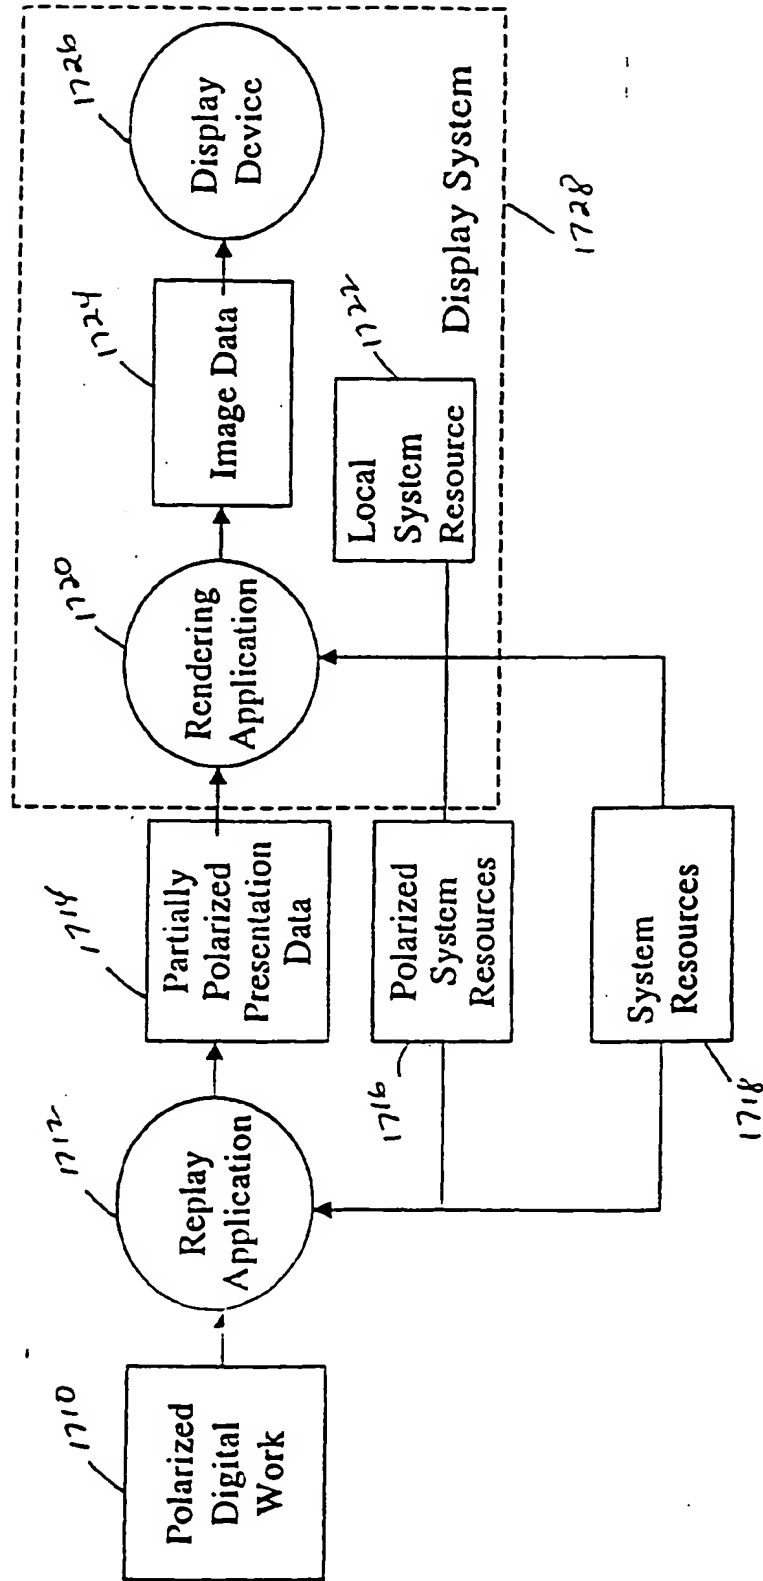 1710
Polarized
Digital
Work
1712
Replay
Application
1714
Partially
Polarized
Presentation
Data
1716
Polarized
System
Resources
1718
System
Resources
1720
Rendering
Application
1722
Local
System
Resource
1724
Image Data
1726
Display
Device
Display System
1728